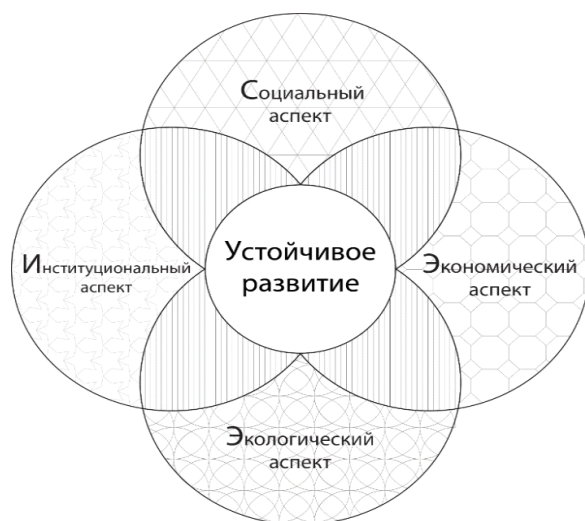 Социальный
аспект
Институциональный
аспект
Устойчивое
развитие
Экономический
аспект
Экологический
аспект